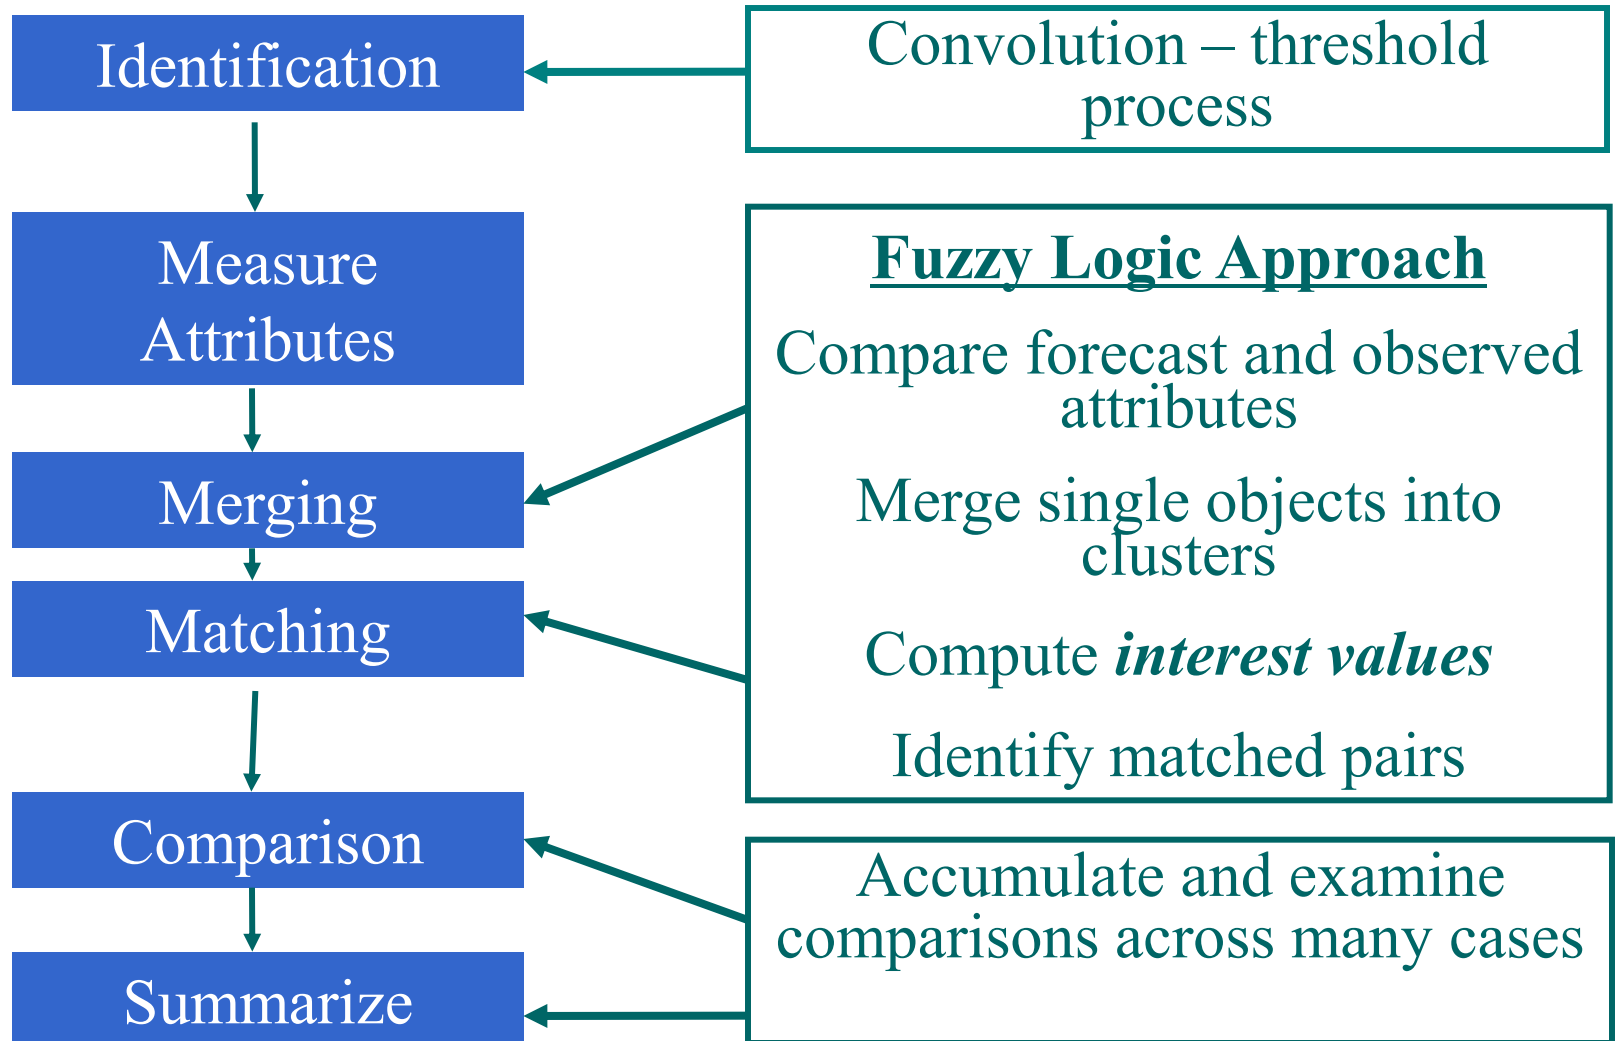 Identification
Convolution – threshold
process
Measure
Attributes
Fuzzy Logic Approach
Compare forecast and observed
attributes
Merging
Merge single objects into
clusters
Matching
Compute interest values
Identify matched pairs
Comparison
Accumulate and examine
comparisons across many cases
Summarize